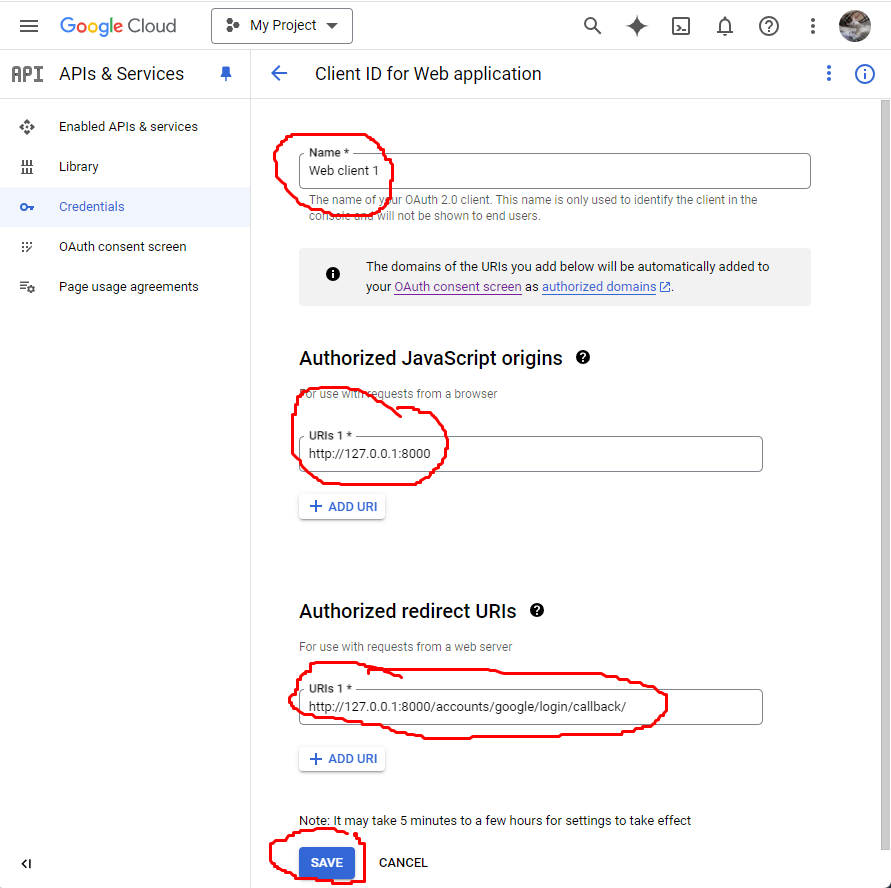 Google Cloud
My Project
API APIs & Services
Client ID for Web application
Enabled APIs & services
Library
Credentials
OAuth consent screen
Page usage agreements
Name *
Web client 1
The name of your OAuth 2.0 client. This name is only used to identify the client in the
console and will not be shown to end users.
The domains of the URIs you add below will be automatically added to
your OAuth consent screen as authorized domains.
Authorized JavaScript origins
For use with requests from a browser
URIs 1 *
http://127.0.0.1:8000
ADD URI
Authorized redirect URIs
For use with requests from a web server
URIs 1 *
http://127.0.0.1:8000/accounts/google/login/callback/
ADD URI
Note: It may take 5 minutes to a few hours for settings to take effect
SAVE
CANCEL